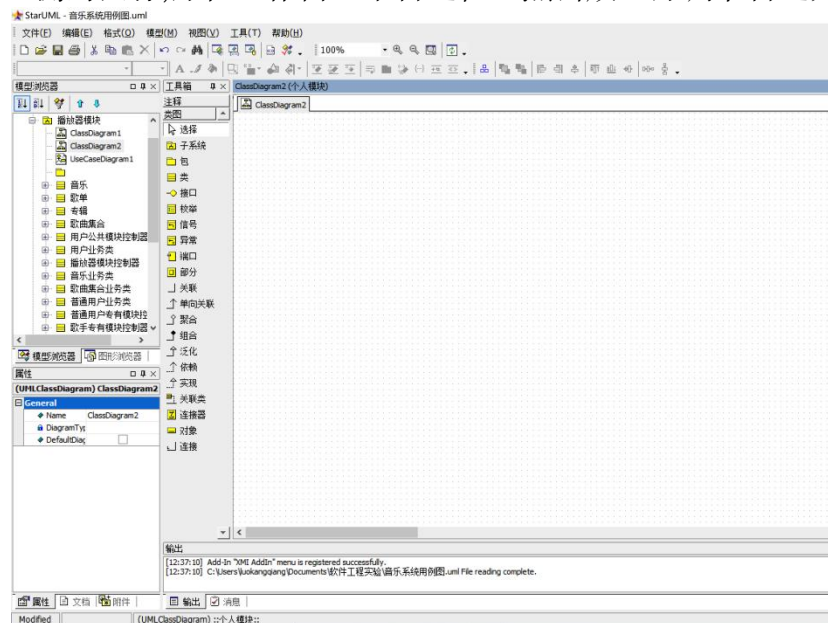 StarUML - 音乐系统用例图.uml
文件(F) 编辑(E) 格式(O) 模型(M) 视图(V) 工具(T) 帮助(H)
100%
模型浏览器
播放器模块
ClassDiagram1
ClassDiagram2
UseCaseDiagram1
音乐
歌单
专辑
歌曲集合
用户公共模块控制器
用户业务类
播放器模块控制器
音乐业务类
歌曲集合业务类
普通用户业务类
普通用户专有模块控
歌手专有模块控制器
模型浏览器 图形浏览器
属性
(UMLClassDiagram) ClassDiagram2
General
Name ClassDiagram2
DiagramTy
DefaultDiag
属性 文档 附件
工具箱
注释
类图
选择
子系统
包
类
接口
枚举
信号
异常
端口
部分
关联
单向关联
聚合
组合
泛化
依赖
实现
关联类
连接器
对象
连接
ClassDiagram2 (个人模块)
ClassDiagram2
输出
[12:37:10] Add-In "XMI AddIn" menu is registered successfully.
[12:37:10] C:\Users\luokangqiang\Documents\软件工程实验\音乐系统用例图.uml File reading complete.
输出 消息
Modified (UMLClassDiagram) ::个人模块::